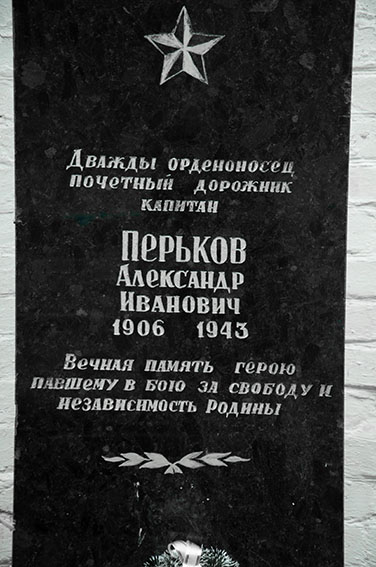 Дважды орденоносец
почетный дорожник
капитан
Перьков
Александр
Иванович
1906 1943
Вечная память герою
павшему в бою за свободу и
независимость Родины